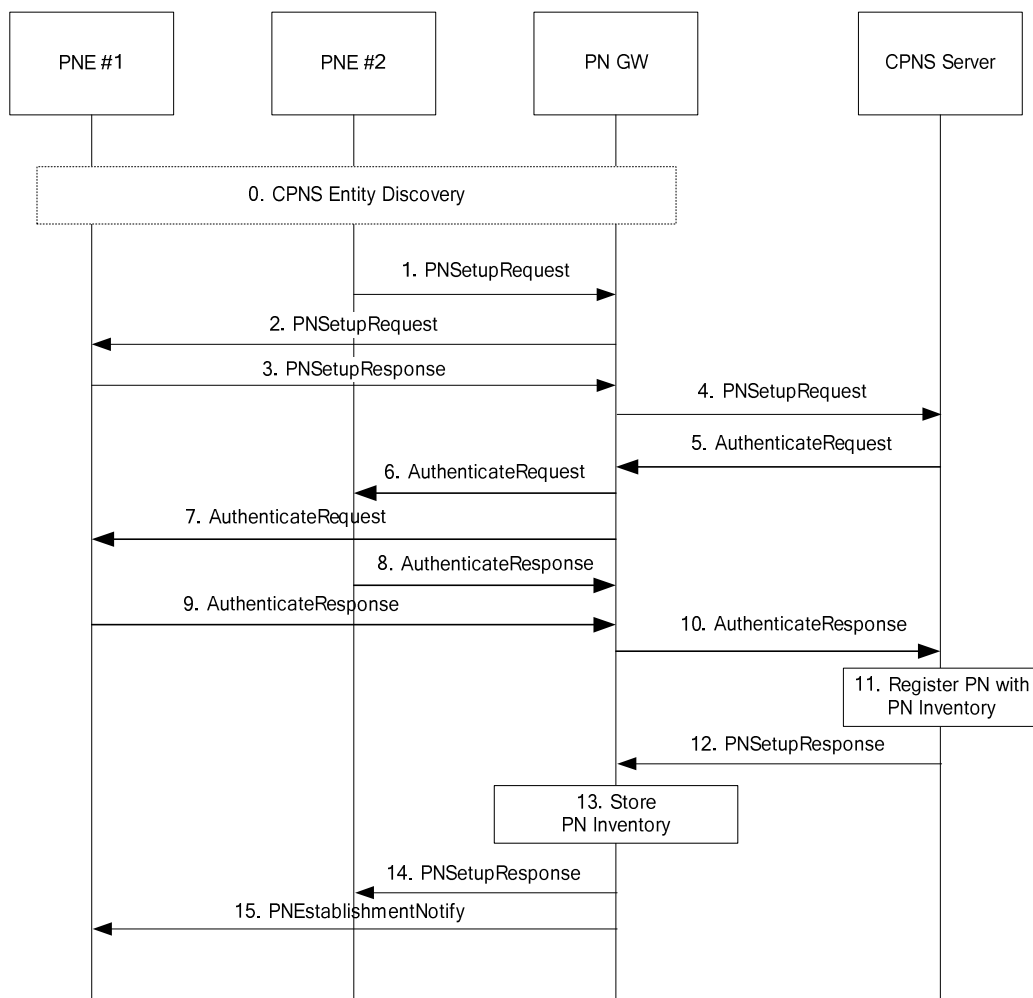 PNE #1
PNE #2
PN GW
CPNS Server
0. CPNS Entity Discovery
1. PNSetupRequest
2. PNSetupRequest
3. PNSetupResponse
4. PNSetupRequest
5. AuthenticateRequest
6. AuthenticateRequest
7. AuthenticateRequest
8. AuthenticateResponse
9. AuthenticateResponse
10. AuthenticateResponse
11. Register PN with
PN Inventory
12. PNSetupResponse
13. Store
PN Inventory
14. PNSetupResponse
15. PNEstablishmentNotify